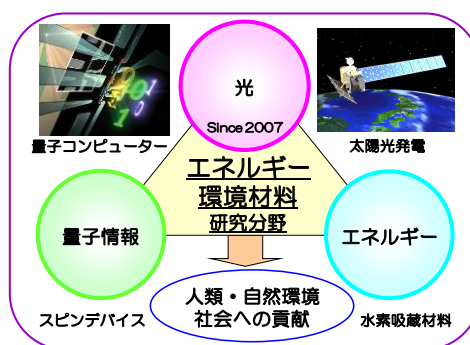 光
Since 2007
量子コンピューター
太陽光発電
エネルギー
環境材料
研究分野
量子情報
エネルギー
人類・自然環境
社会への貢献
スピンデバイス
水素吸蔵材料